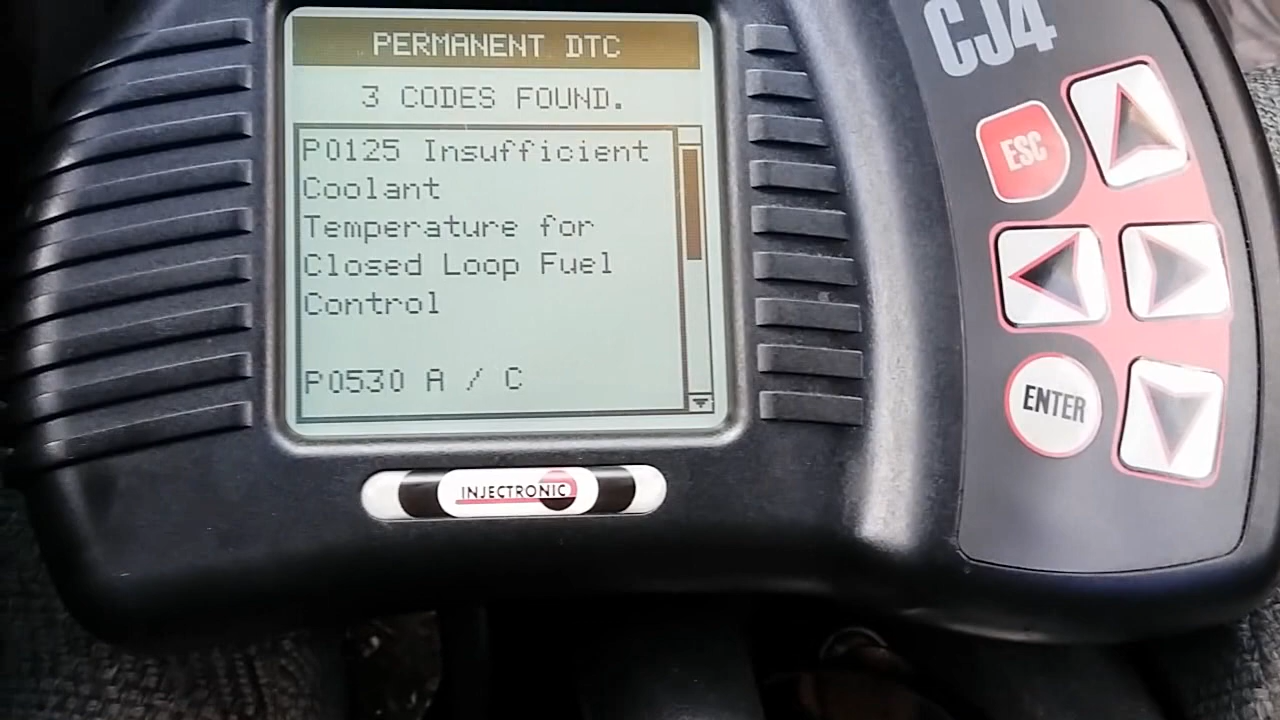 PERMANENT DTC
3 CODES FOUND.
P0125 Insufficient
Coolant
Temperature for
Closed Loop Fuel
Control
P0530 A / C
INJECTRONIC
CJ4
ESC
ENTER